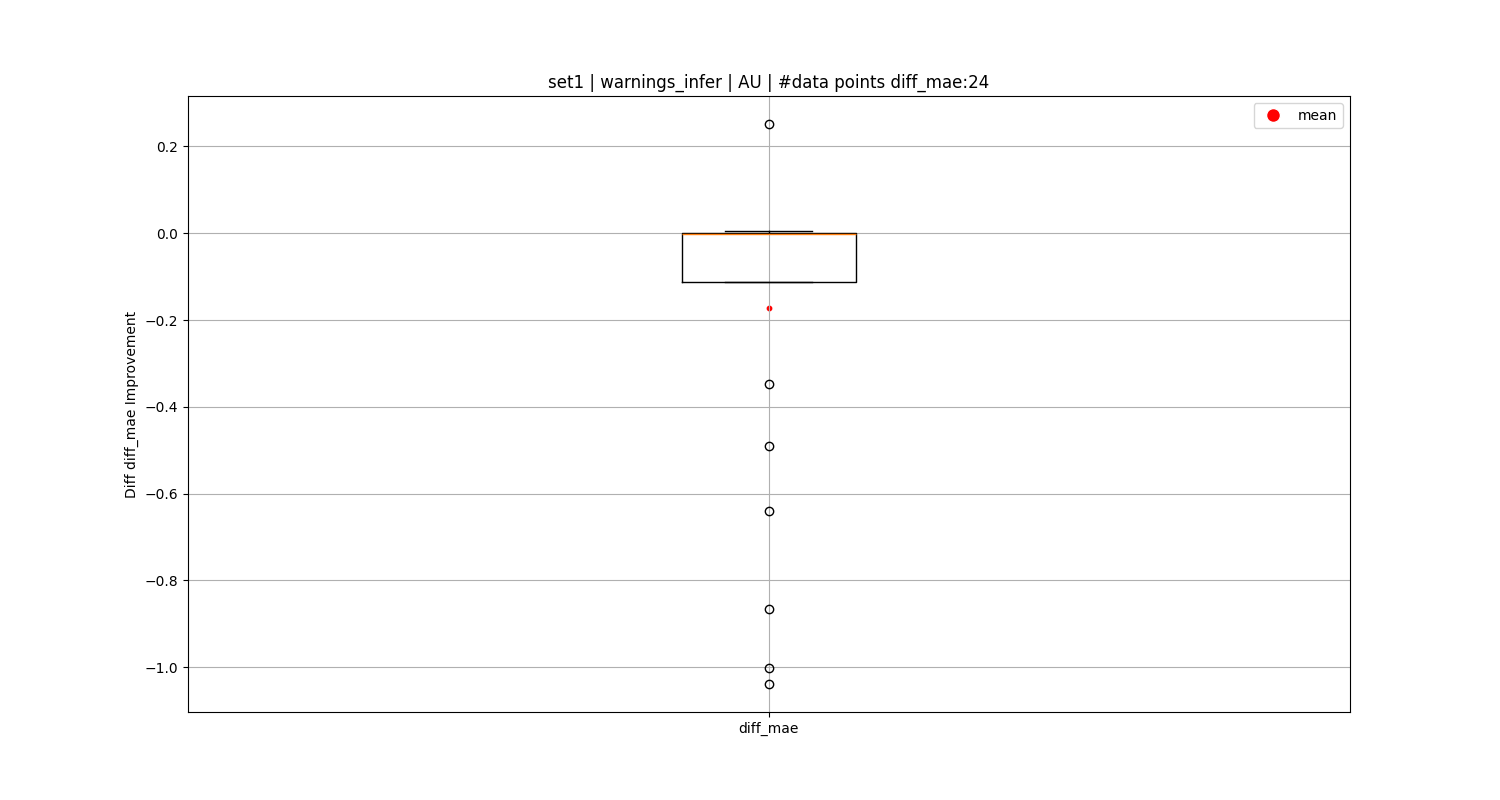 set1 | warnings_infer | AU | #data points diff_mae:24
mean
0.2
0.0
−0.2
−0.4
−0.6
−0.8
−1.0
Diff diff_mae Improvement
diff_mae